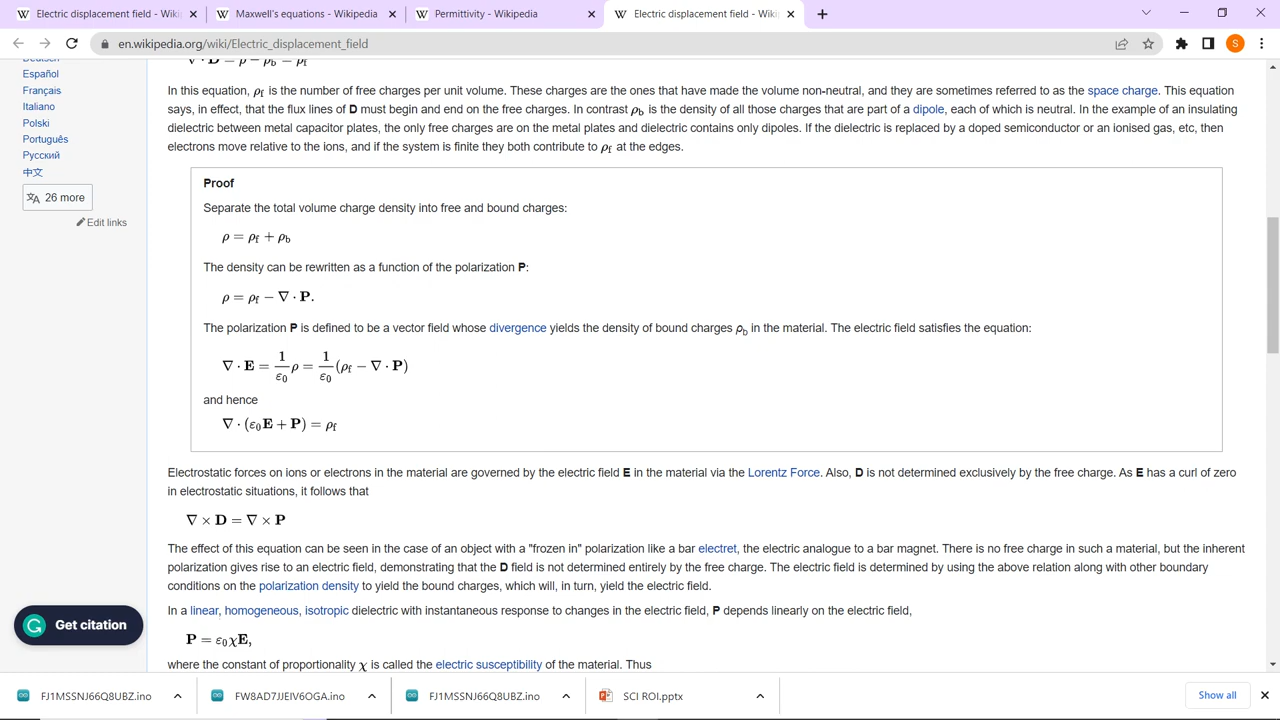 Electric displacement field - Wiki
Maxwell's equations - Wikipedia
Permittivity - Wikipedia
Electric displacement field - Wiki
en.wikipedia.org/wiki/Electric_displacement_field
S
Deutsch
Español
Français
Italiano
Polski
Português
Русский
中文
26 more
Edit links
∇ · D = ρ − ρb = ρf
In this equation, ρf is the number of free charges per unit volume. These charges are the ones that have made the volume non-neutral, and they are sometimes referred to as the space charge. This equation
says, in effect, that the flux lines of D must begin and end on the free charges. In contrast ρb is the density of all those charges that are part of a dipole, each of which is neutral. In the example of an insulating
dielectric between metal capacitor plates, the only free charges are on the metal plates and dielectric contains only dipoles. If the dielectric is replaced by a doped semiconductor or an ionised gas, etc, then
electrons move relative to the ions, and if the system is finite they both contribute to ρf at the edges.
Proof
Separate the total volume charge density into free and bound charges:
ρ = ρf + ρb
The density can be rewritten as a function of the polarization P:
ρ = ρf − ∇ · P.
The polarization P is defined to be a vector field whose divergence yields the density of bound charges ρb in the material. The electric field satisfies the equation:
∇ · E = 1/ε0 ρ = 1/ε0 (ρf − ∇ · P)
and hence
∇ · (ε0E + P) = ρf
Electrostatic forces on ions or electrons in the material are governed by the electric field E in the material via the Lorentz Force. Also, D is not determined exclusively by the free charge. As E has a curl of zero
in electrostatic situations, it follows that
∇ × D = ∇ × P
The effect of this equation can be seen in the case of an object with a "frozen in" polarization like a bar electret, the electric analogue to a bar magnet. There is no free charge in such a material, but the inherent
polarization gives rise to an electric field, demonstrating that the D field is not determined entirely by the free charge. The electric field is determined by using the above relation along with other boundary
conditions on the polarization density to yield the bound charges, which will, in turn, yield the electric field.
In a linear, homogeneous, isotropic dielectric with instantaneous response to changes in the electric field, P depends linearly on the electric field,
P = ε0χE,
where the constant of proportionality χ is called the electric susceptibility of the material. Thus
Get citation
FJ1MSSNJ66Q8UBZ.ino
FW8AD7JJEIV6OGA.ino
FJ1MSSNJ66Q8UBZ.ino
SCI ROI.pptx
Show all